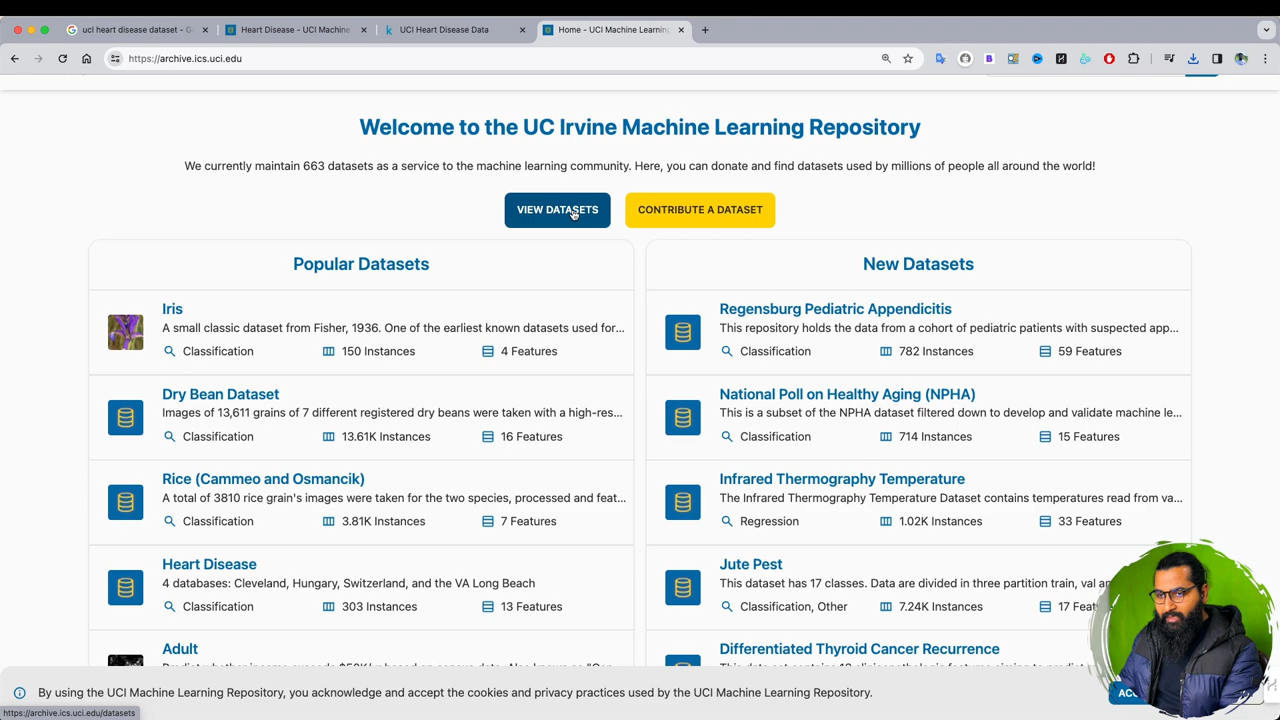 ucl heart disease dataset - G
Heart Disease - UCI Machine
UCI Heart Disease Data
Home - UCI Machine Learning
https://archive.ics.uci.edu
Welcome to the UC Irvine Machine Learning Repository
We currently maintain 663 datasets as a service to the machine learning community. Here, you can donate and find datasets used by millions of people all around the world!
VIEW DATASETS
CONTRIBUTE A DATASET
Popular Datasets
Iris
A small classic dataset from Fisher, 1936. One of the earliest known datasets used for...
Classification
150 Instances
4 Features
Dry Bean Dataset
Images of 13,611 grains of 7 different registered dry beans were taken with a high-res...
Classification
13.61K Instances
16 Features
Rice (Cammeo and Osmancik)
A total of 3810 rice grain's images were taken for the two species, processed and feat...
Classification
3.81K Instances
7 Features
Heart Disease
4 databases: Cleveland, Hungary, Switzerland, and the VA Long Beach
Classification
303 Instances
13 Features
Adult
New Datasets
Regensburg Pediatric Appendicitis
This repository holds the data from a cohort of pediatric patients with suspected app...
Classification
782 Instances
59 Features
National Poll on Healthy Aging (NPHA)
This is a subset of the NPHA dataset filtered down to develop and validate machine le...
Classification
714 Instances
15 Features
Infrared Thermography Temperature
The Infrared Thermography Temperature Dataset contains temperatures read from va...
Regression
1.02K Instances
33 Features
Jute Pest
This dataset has 17 classes. Data are divided in three partition train, val an
Classification, Other
7.24K Instances
17 Feat
Differentiated Thyroid Cancer Recurrence
By using the UCI Machine Learning Repository, you acknowledge and accept the cookies and privacy practices used by the UCI Machine Learning Repository.
https://archive.ics.uci.edu/datasets